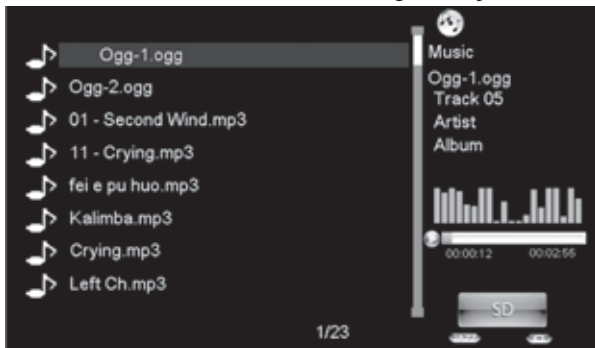 Ogg-1.ogg
Ogg-2.ogg
01 - Second Wind.mp3
11 - Crying.mp3
fei e pu huo.mp3
Kalimba.mp3
Crying.mp3
Left Ch.mp3
1/23
Music
Ogg-1.ogg
Track 05
Artist
Album
00:00:12 00:02:55
SD